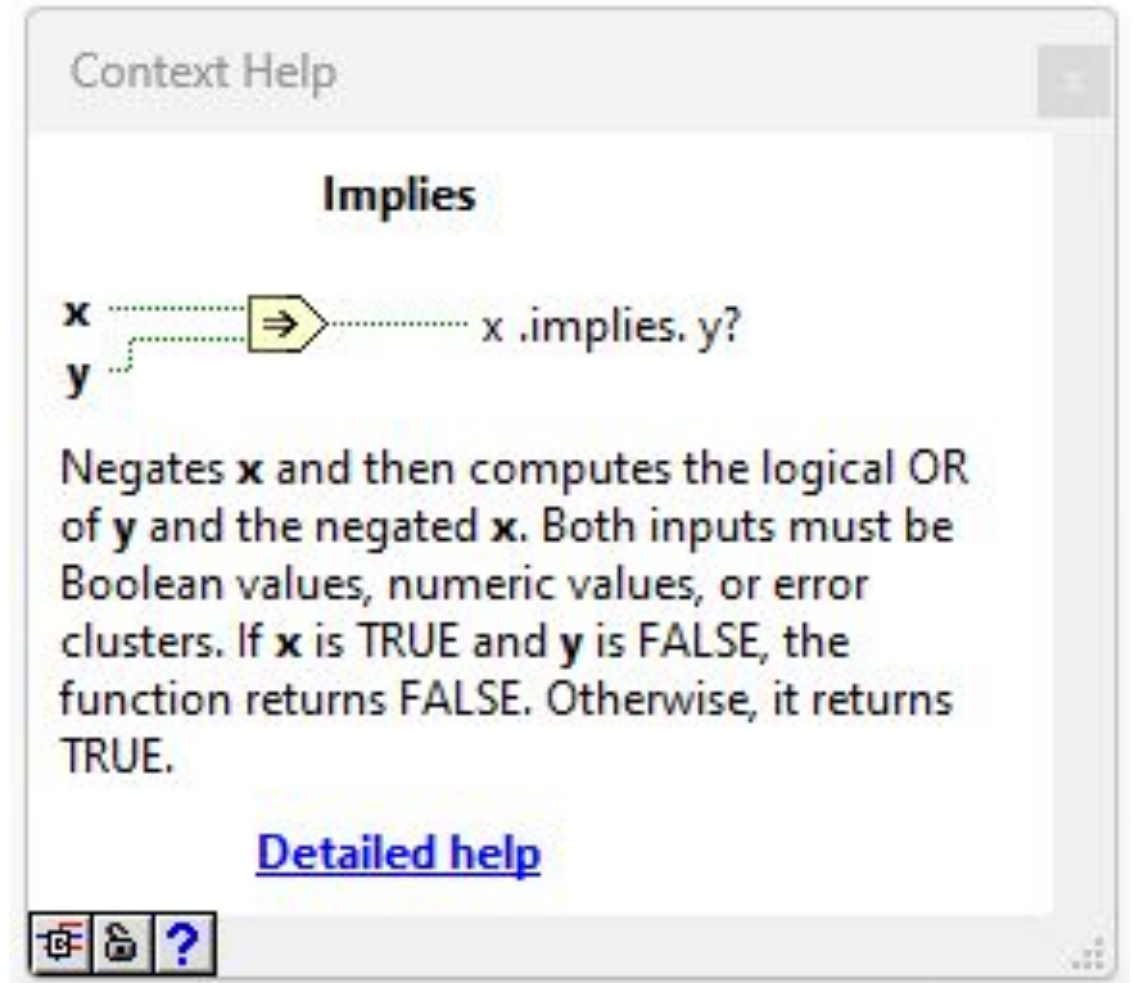 Context Help
x
Implies
x
⇒
x .implies. y?
y
Negates x and then computes the logical OR
of y and the negated x. Both inputs must be
Boolean values, numeric values, or error
clusters. If x is TRUE and y is FALSE, the
function returns FALSE. Otherwise, it returns
TRUE.
Detailed help
?